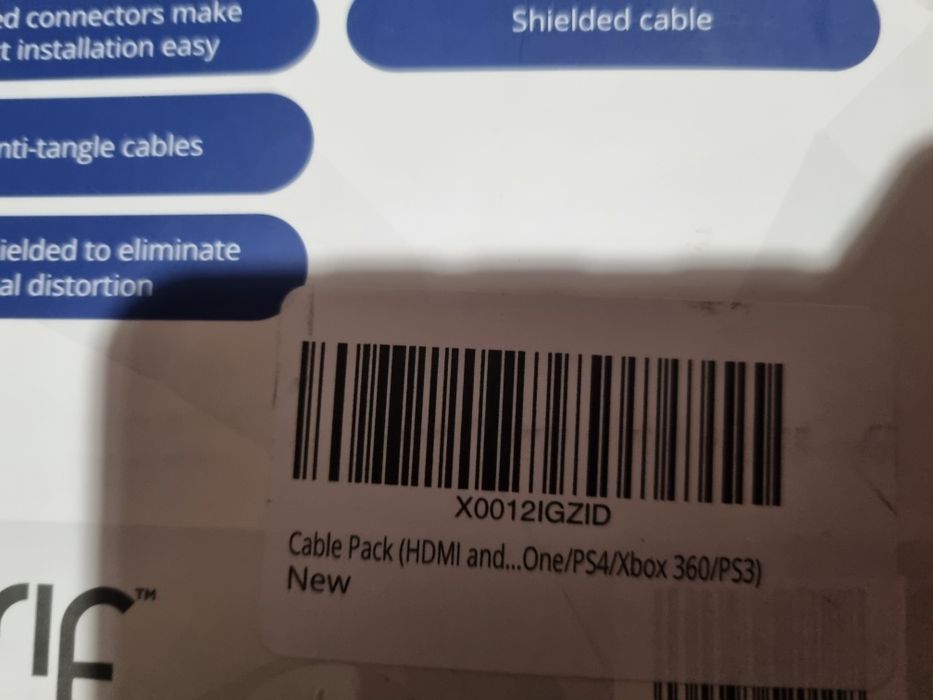 ed connectors make
t installation easy
Shielded cable
nti-tangle cables
ielded to eliminate
al distortion
X0012IGZID
Cable Pack (HDMI and...One/PS4/Xbox 360/PS3)
New
rif™